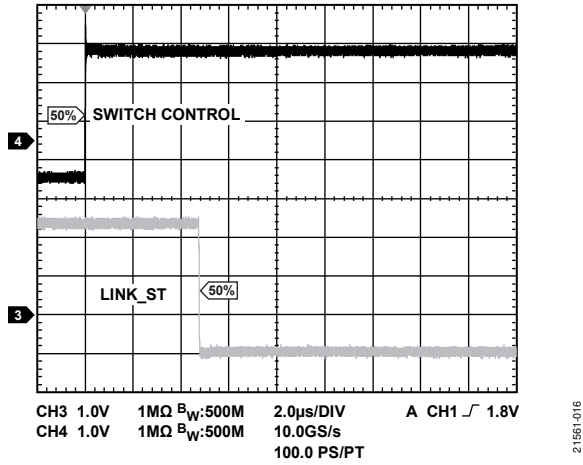 50% SWITCH CONTROL
4
LINK_ST 50%
3
CH3 1.0V 1MΩ BW:500M 2.0µs/DIV A CH1 1.8V
CH4 1.0V 1MΩ BW:500M 10.0GS/s
100.0 PS/PT
21561-016